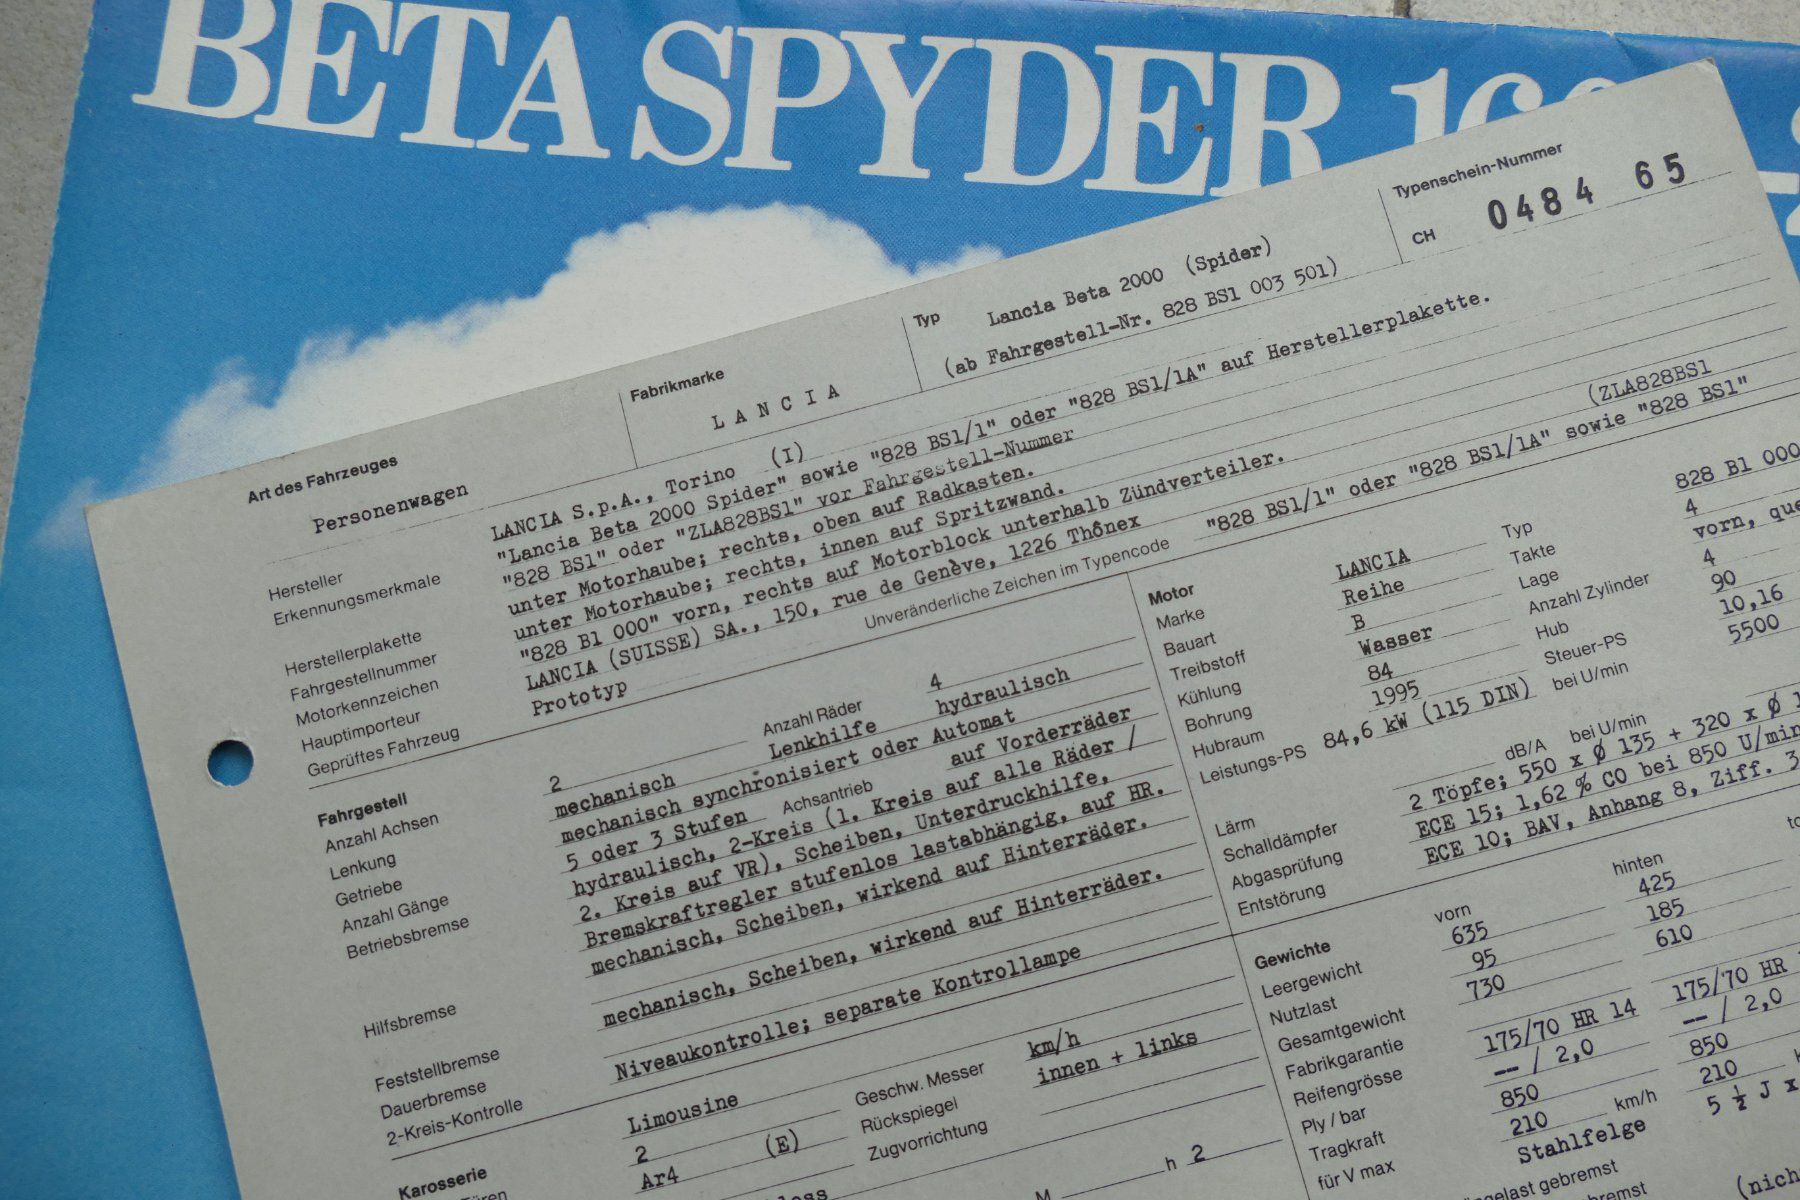 BETA SPYDER 16
Typenschein-Nummer
CH 0484 65
Art des Fahrzeuges
Personenwagen
Fabrikmarke
LANCIA
Typ
Lancia Beta 2000 (Spider)
(ab Fahrgestell-Nr. 828 BS1 003 501)
Hersteller LANCIA S.p.A., Torino (I)
Erkennungsmerkmale "Lancia Beta 2000 Spider" sowie "828 BS1/1" oder "828 BS1/1A" auf Herstellerplakette.
"828 BS1" oder "ZLA828BS1" vor Fahrgestell-Nummer
Herstellerplakette unter Motorhaube; rechts, oben auf Radkasten.
Fahrgestellnummer unter Motorhaube; rechts, innen auf Spritzwand.
Motorkennzeichen "828 B1 000" vorn, rechts auf Motorblock unterhalb Zündverteiler.
Hauptimporteur LANCIA (SUISSE) SA., 150, rue de Genève, 1226 Thônex
Geprüftes Fahrzeug Prototyp
(ZLA828BS1
Unveränderliche Zeichen im Typencode "828 BS1/1" oder "828 BS1/1A" sowie "828 BS1"
Fahrgestell
Anzahl Achsen 2 Anzahl Räder 4
Lenkung mechanisch Lenkhilfe hydraulisch
Getriebe mechanisch synchronisiert oder Automat
Anzahl Gänge 5 oder 3 Stufen Achsantrieb auf Vorderräder
Betriebsbremse hydraulisch, 2-Kreis (1. Kreis auf alle Räder /
2. Kreis auf VR), Scheiben, Unterdruckhilfe,
Bremskraftregler stufenlos lastabhängig, auf HR.
Hilfsbremse mechanisch, Scheiben, wirkend auf Hinterräder.
Feststellbremse mechanisch, Scheiben, wirkend auf Hinterräder.
Dauerbremse
2-Kreis-Kontrolle Niveaukontrolle; separate Kontrollampe
Karosserie Limousine Geschw. Messer km/h
2 (E) Rückspiegel innen + links
Ar4 Zugvorrichtung
Motor
Marke LANCIA Typ 828 B1 000
Bauart Reihe Takte 4
Treibstoff B Lage vorn, que
Kühlung Wasser Anzahl Zylinder 4
Bohrung 84 Hub 90
Hubraum 1995 Steuer-PS 10,16
Leistungs-PS 84,6 kW (115 DIN) bei U/min 5500
Lärm dB/A bei U/min
Schalldämpfer 2 Töpfe; 550 x Ø 135 + 320 x Ø 1
Abgasprüfung ECE 15; 1,62 % CO bei 850 U/min
Entstörung ECE 10; BAV, Anhang 8, Ziff. 3
Gewichte vorn hinten to
Leergewicht 635 425
Nutzlast 95 185
Gesamtgewicht 730 610
Fabrikgarantie
Reifengrösse 175/70 HR 14 175/70 HR
Ply / bar -- / 2,0 -- / 2,0
Tragkraft 850 850
für V max 210 km/h 210
Stahlfelge 5 ½ J x
gelast gebremst
bremst (nich
h 2